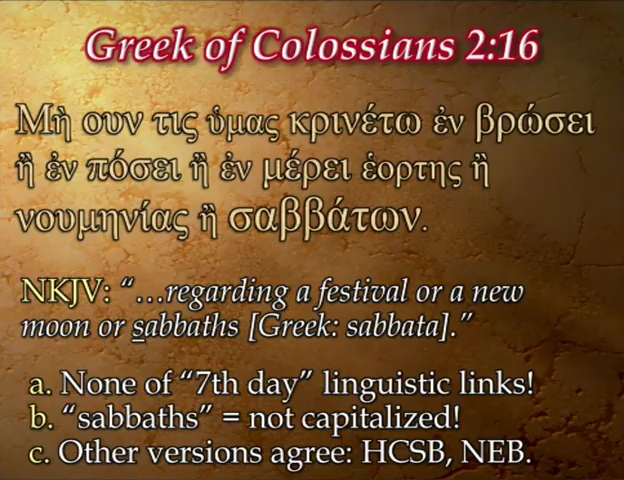 Greek of Colossians 2:16
Μὴ ουν τις ὑμας κρινέτω ἐν βρώσει
ἢ ἐν πόσει ἢ ἐν μέρει ἑορτης ἢ
νουμηνίας ἢ σαββάτων.
NKJV: “…regarding a festival or a new
moon or sabbaths [Greek: sabbata].”
a. None of “7th day” linguistic links!
b. “sabbaths” = not capitalized!
c. Other versions agree: HCSB, NEB.